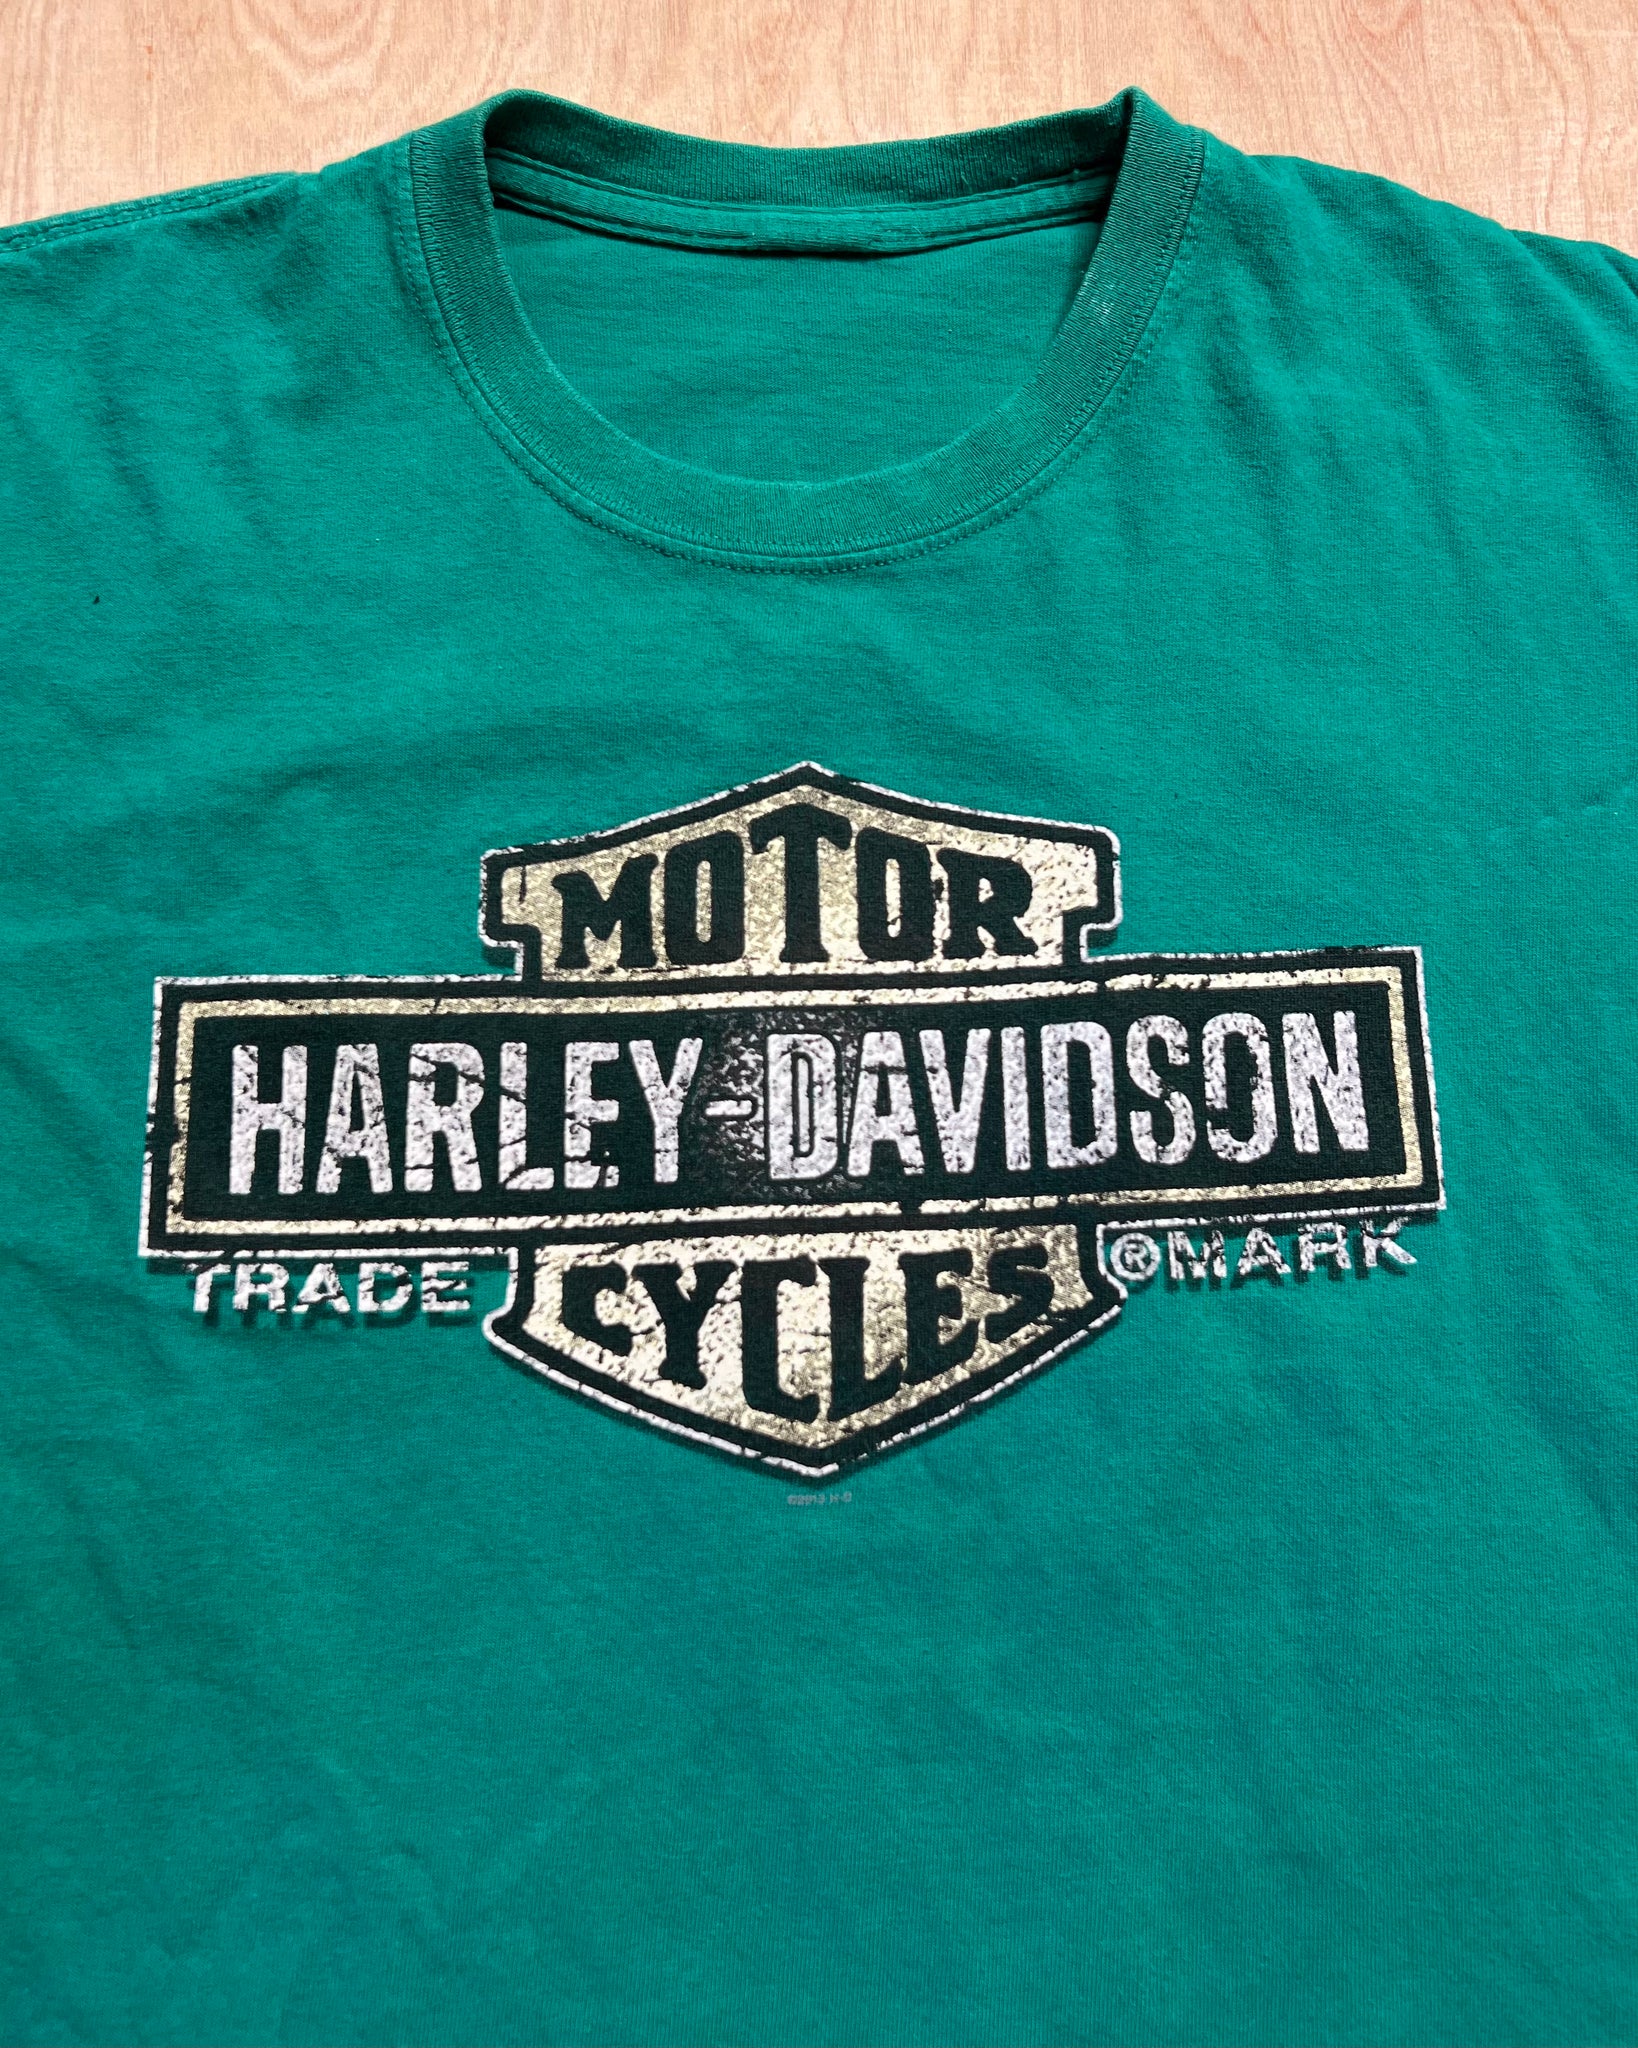 MOTOR
HARLEY-DAVIDSON
TRADE ®MARK
CYCLES
H-D